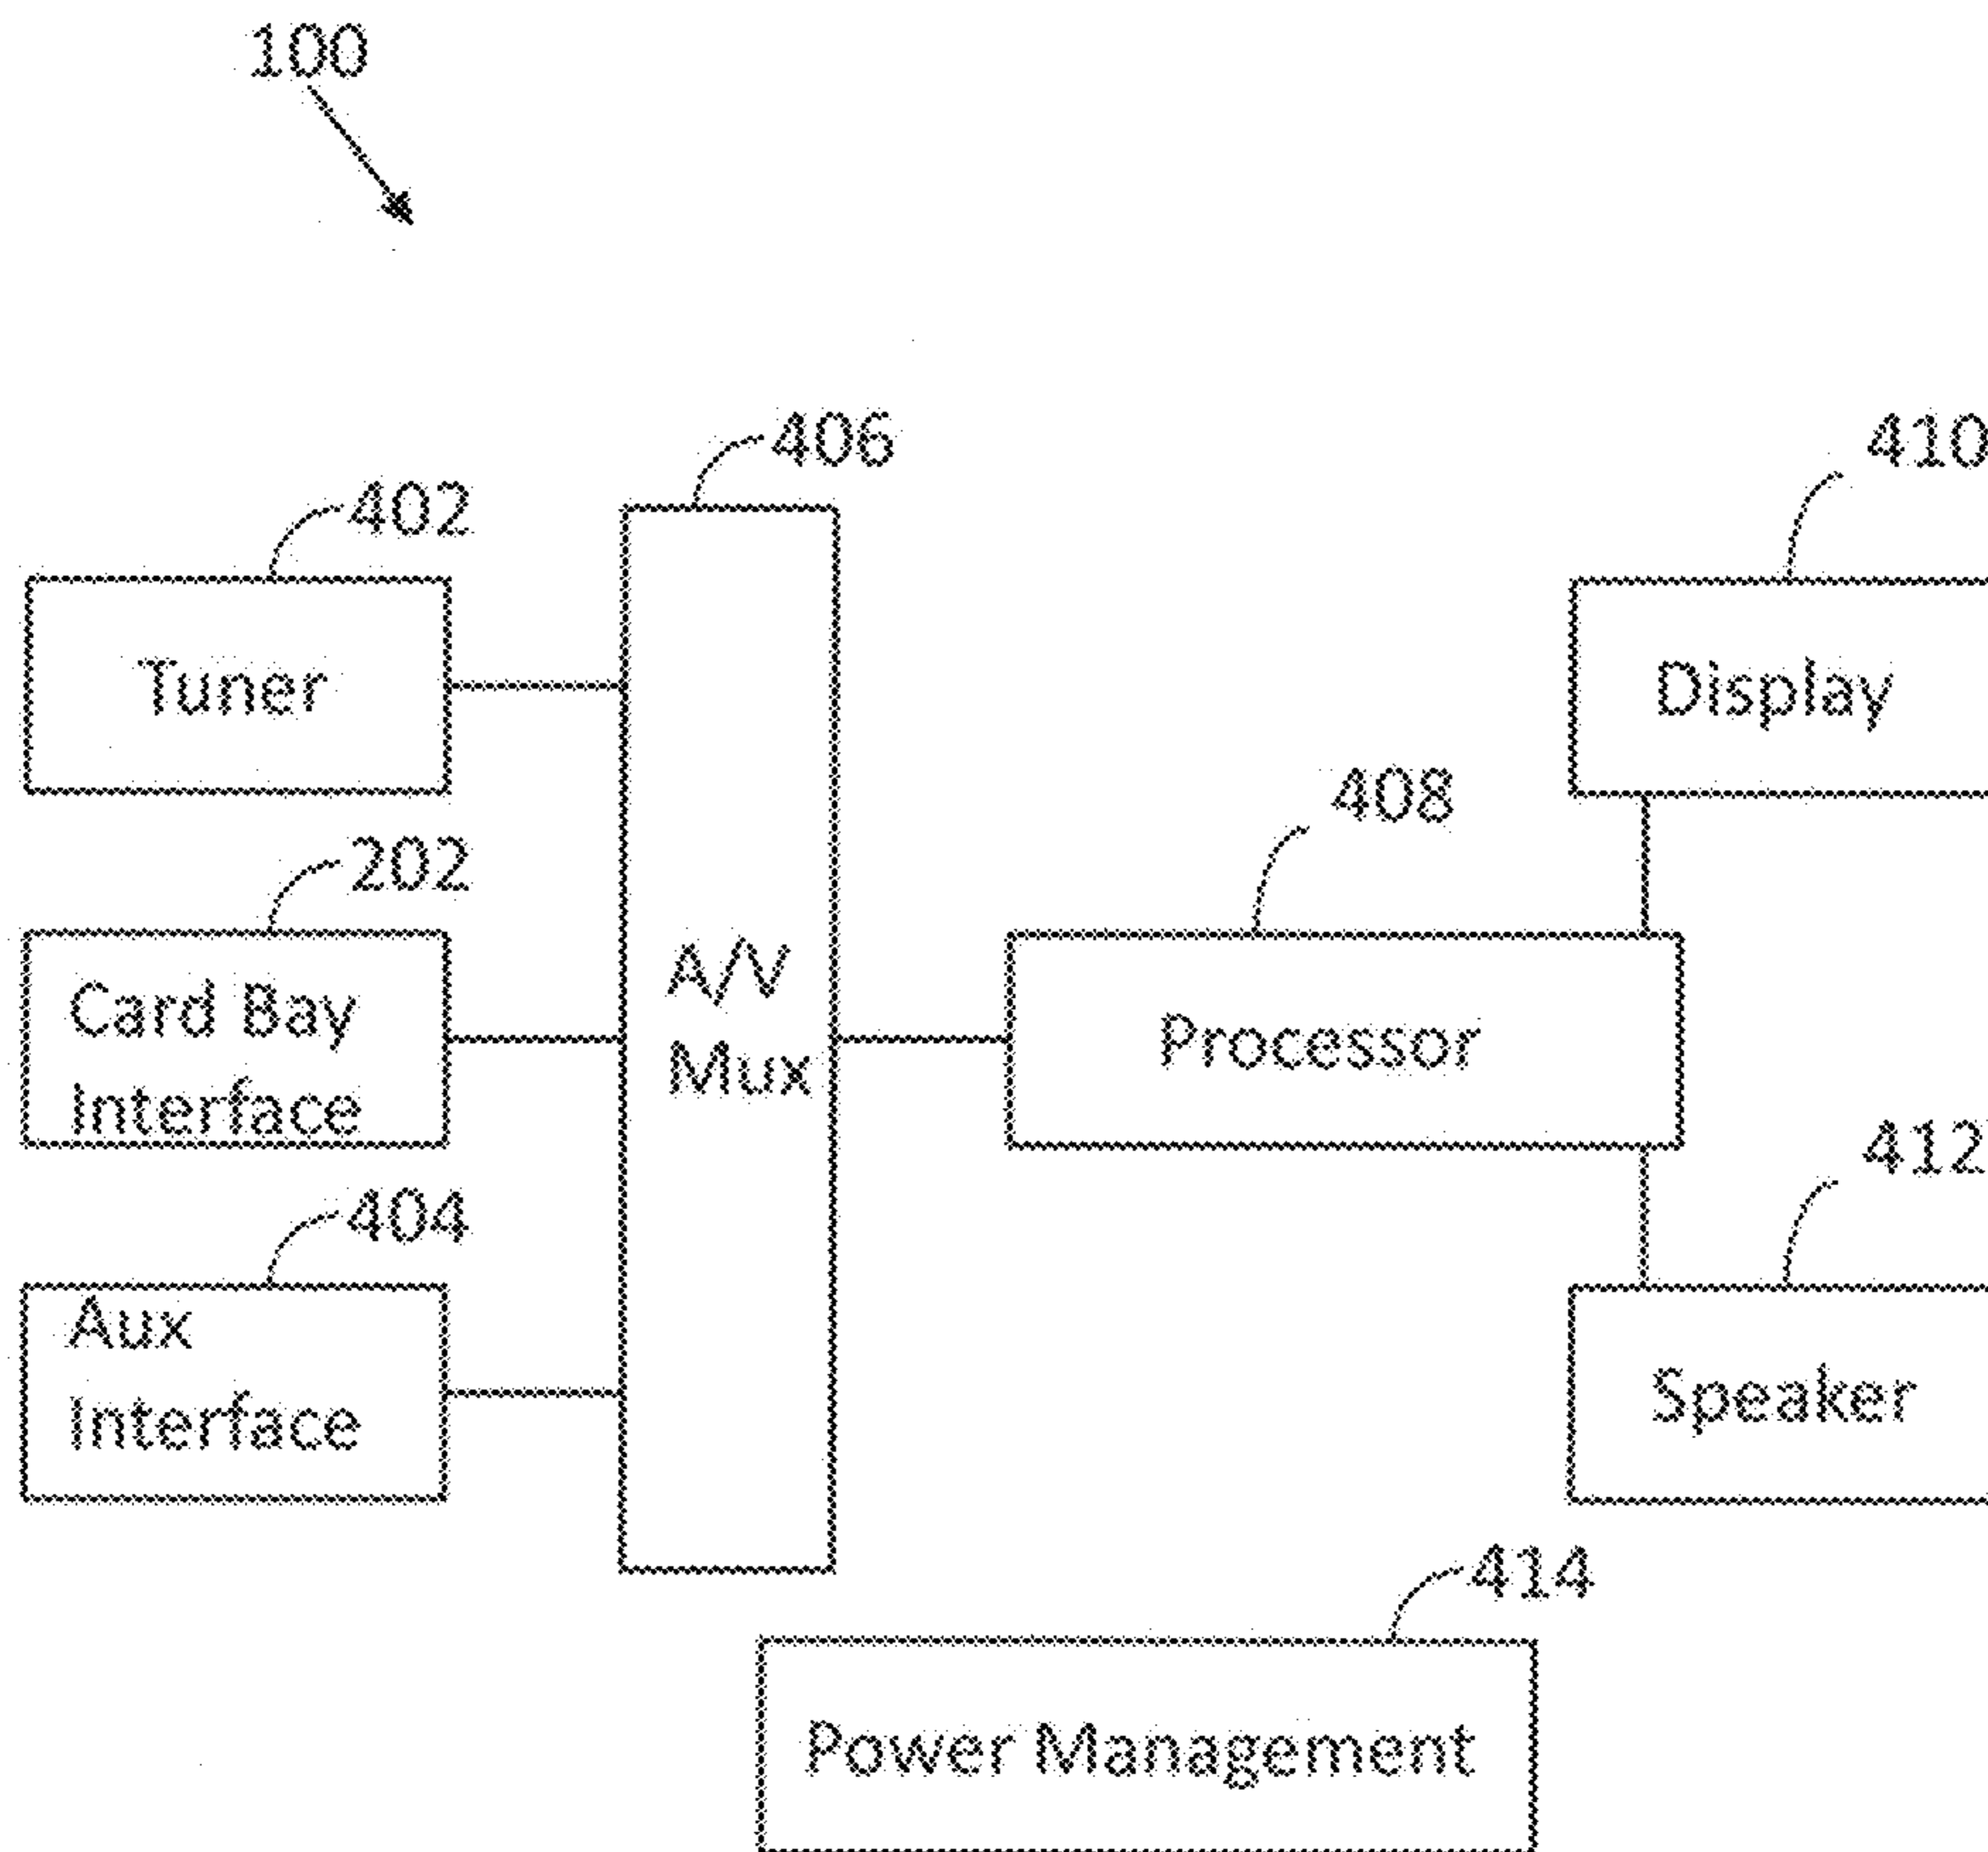 100
406
410
402
Tuner
Display
408
202
Card Bay
Interface
A/V
Mux
Processor
412
404
Aux
Interface
Speaker
414
Power Management